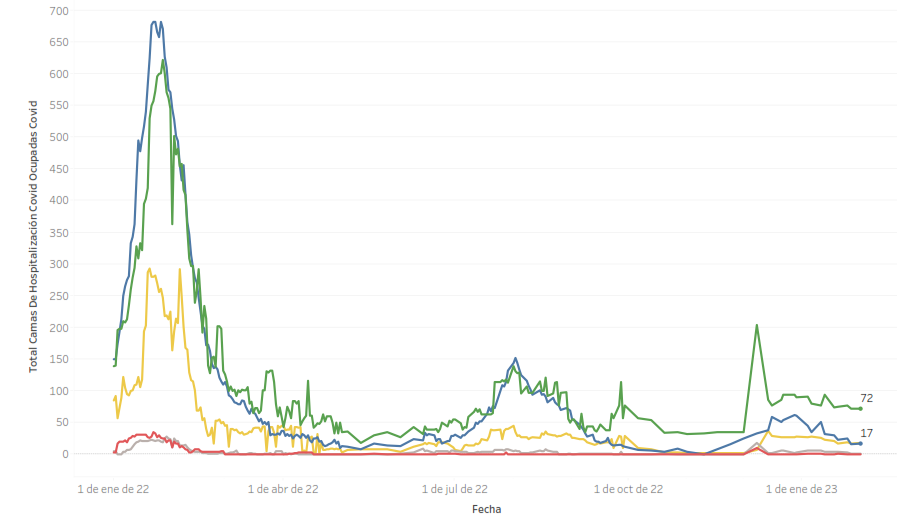 700
650
600
550
500
450
400
350
300
250
200
150
100
50
0
Total Camas De Hospitalización Covid Ocupadas Covid
72
17
1 de ene de 22
1 de abr de 22
1 de jul de 22
1 de oct de 22
1 de ene de 23
Fecha